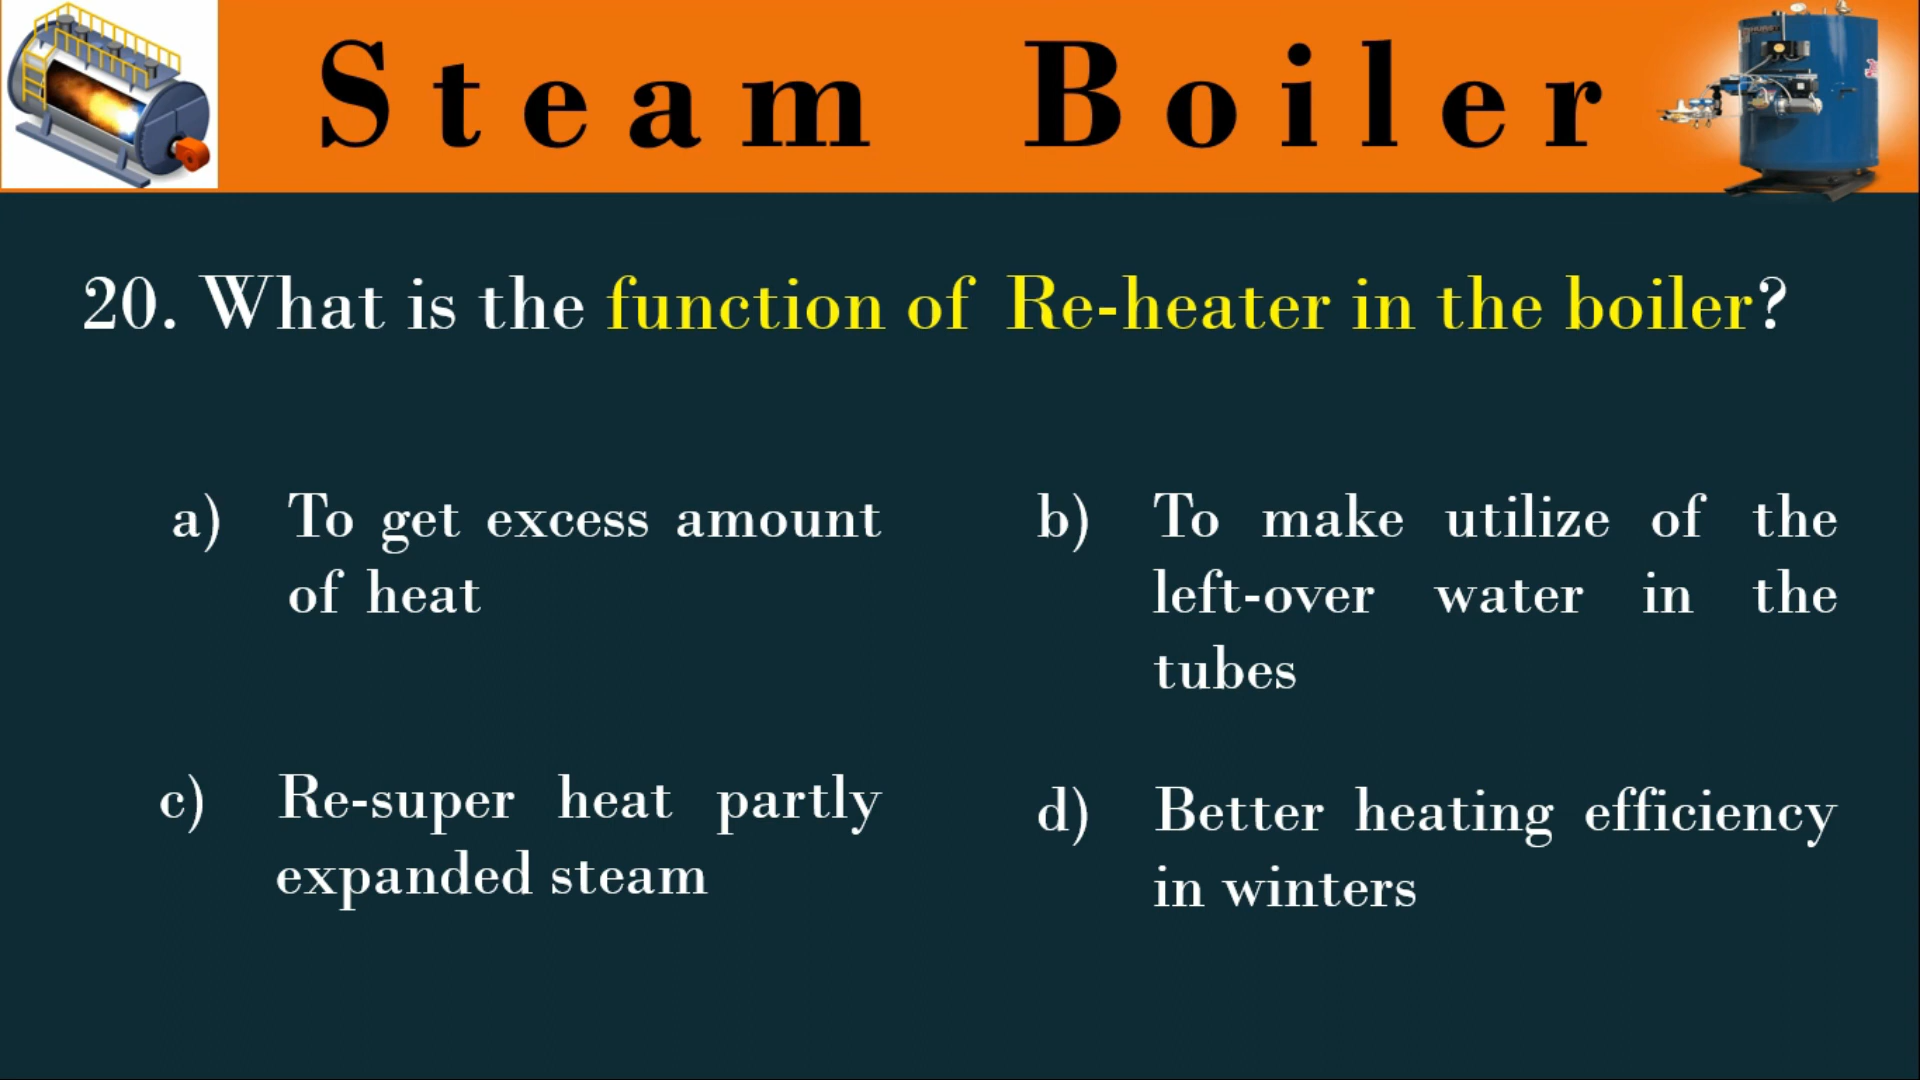 Steam Boiler
20. What is the function of Re-heater in the boiler?
a) To get excess amount
of heat
b) To make utilize of the
left-over water in the
tubes
c) Re-super heat partly
expanded steam
d) Better heating efficiency
in winters